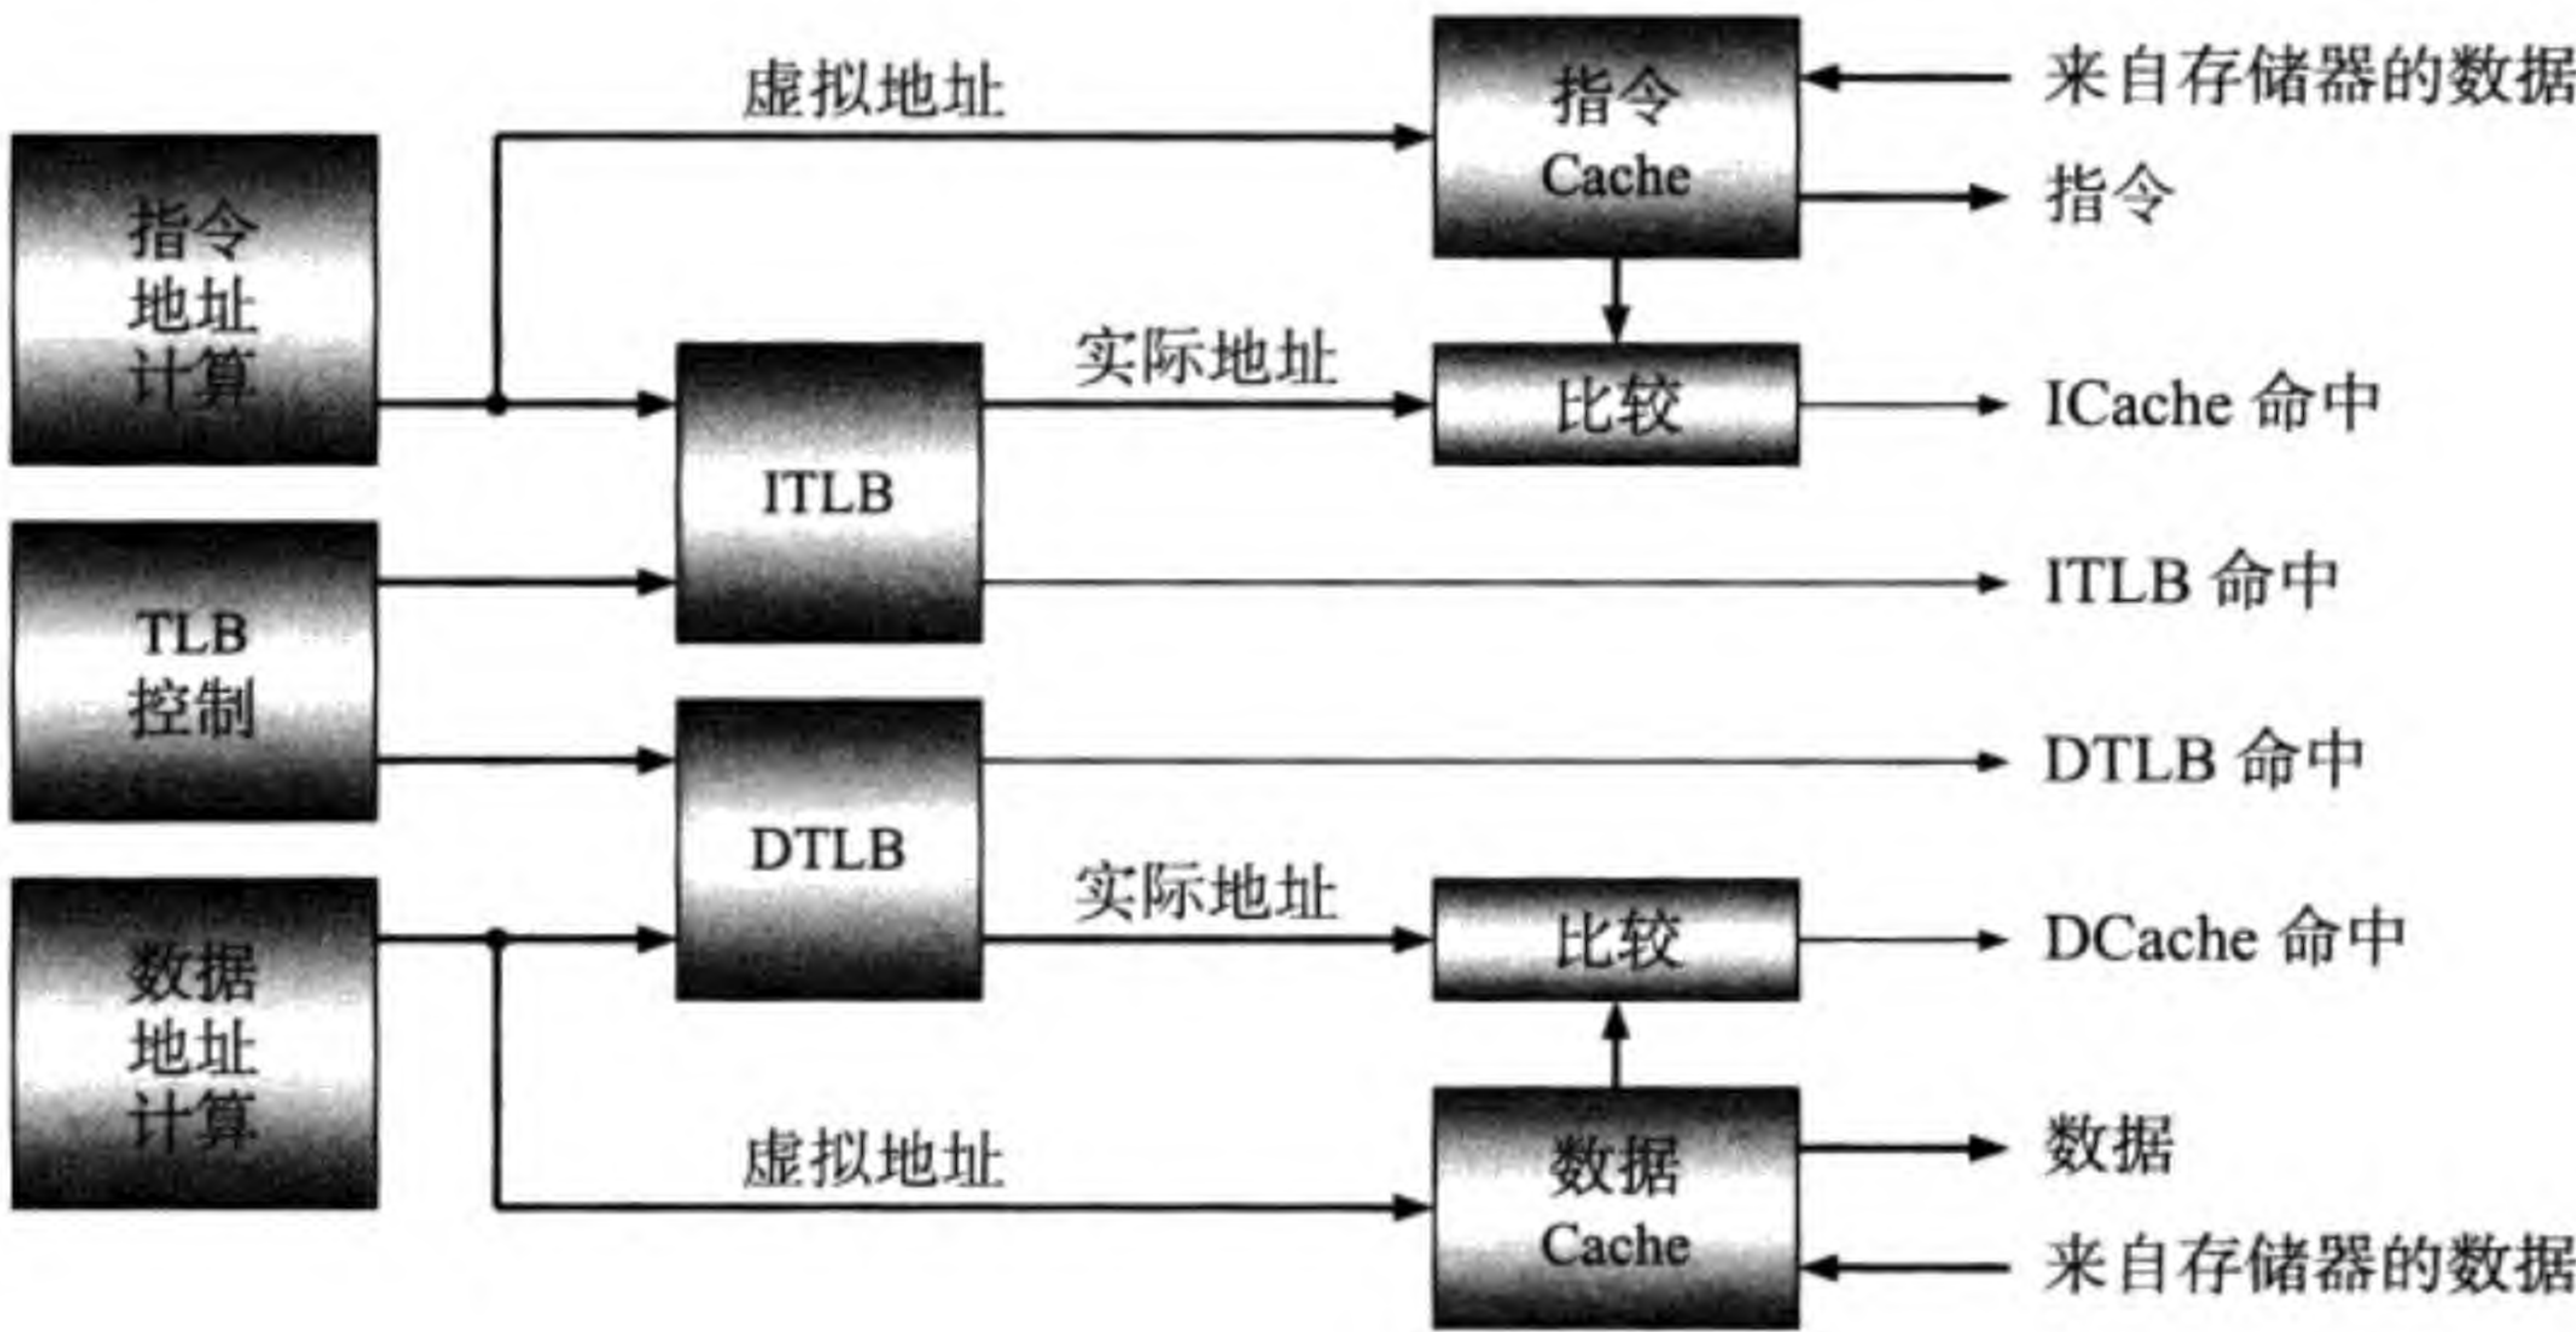 虚拟地址
指令
Cache
来自存储器的数据
指令
指令
地址
计算
实际地址
比较
ICache 命中
ITLB
ITLB 命中
TLB
控制
DTLB 命中
DTLB
实际地址
比较
DCache 命中
数据
地址
计算
虚拟地址
数据
Cache
数据
来自存储器的数据